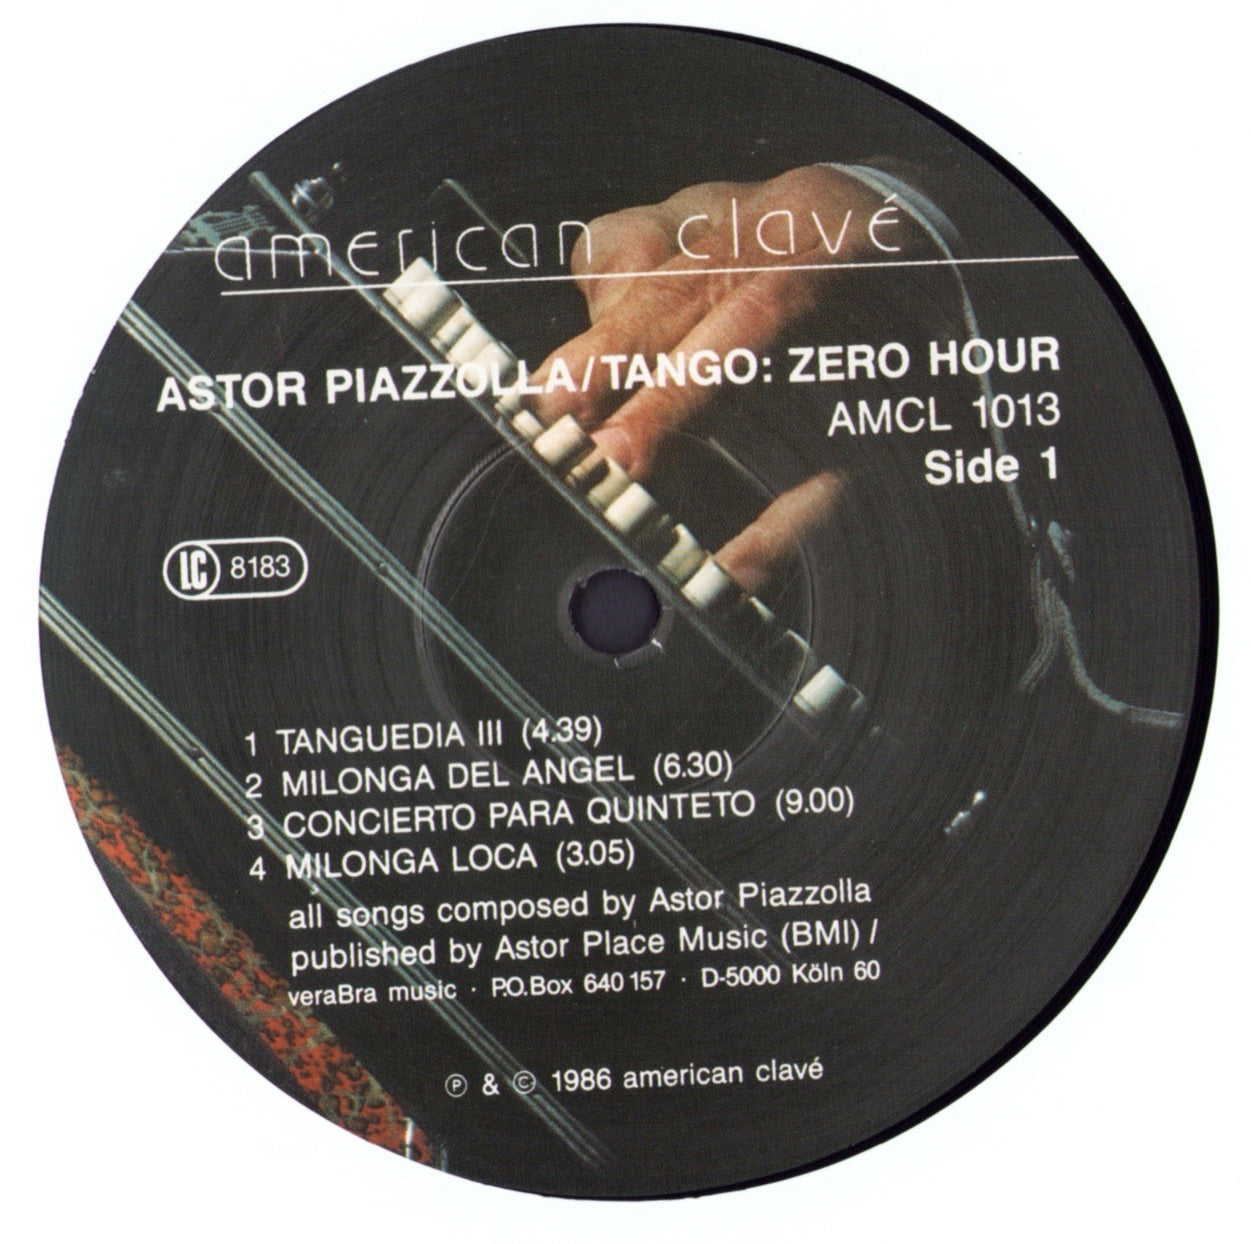 american clavé
ASTOR PIAZZOLLA/TANGO: ZERO HOUR
AMCL 1013
Side 1
LC 8183
1 TANGUEDIA III (4.39)
2 MILONGA DEL ANGEL (6.30)
3 CONCIERTO PARA QUINTETO (9.00)
4 MILONGA LOCA (3.05)
all songs composed by Astor Piazzolla
published by Astor Place Music (BMI) /
veraBra music · P.O.Box 640 157 · D-5000 Köln 60
℗ & © 1986 american clavé